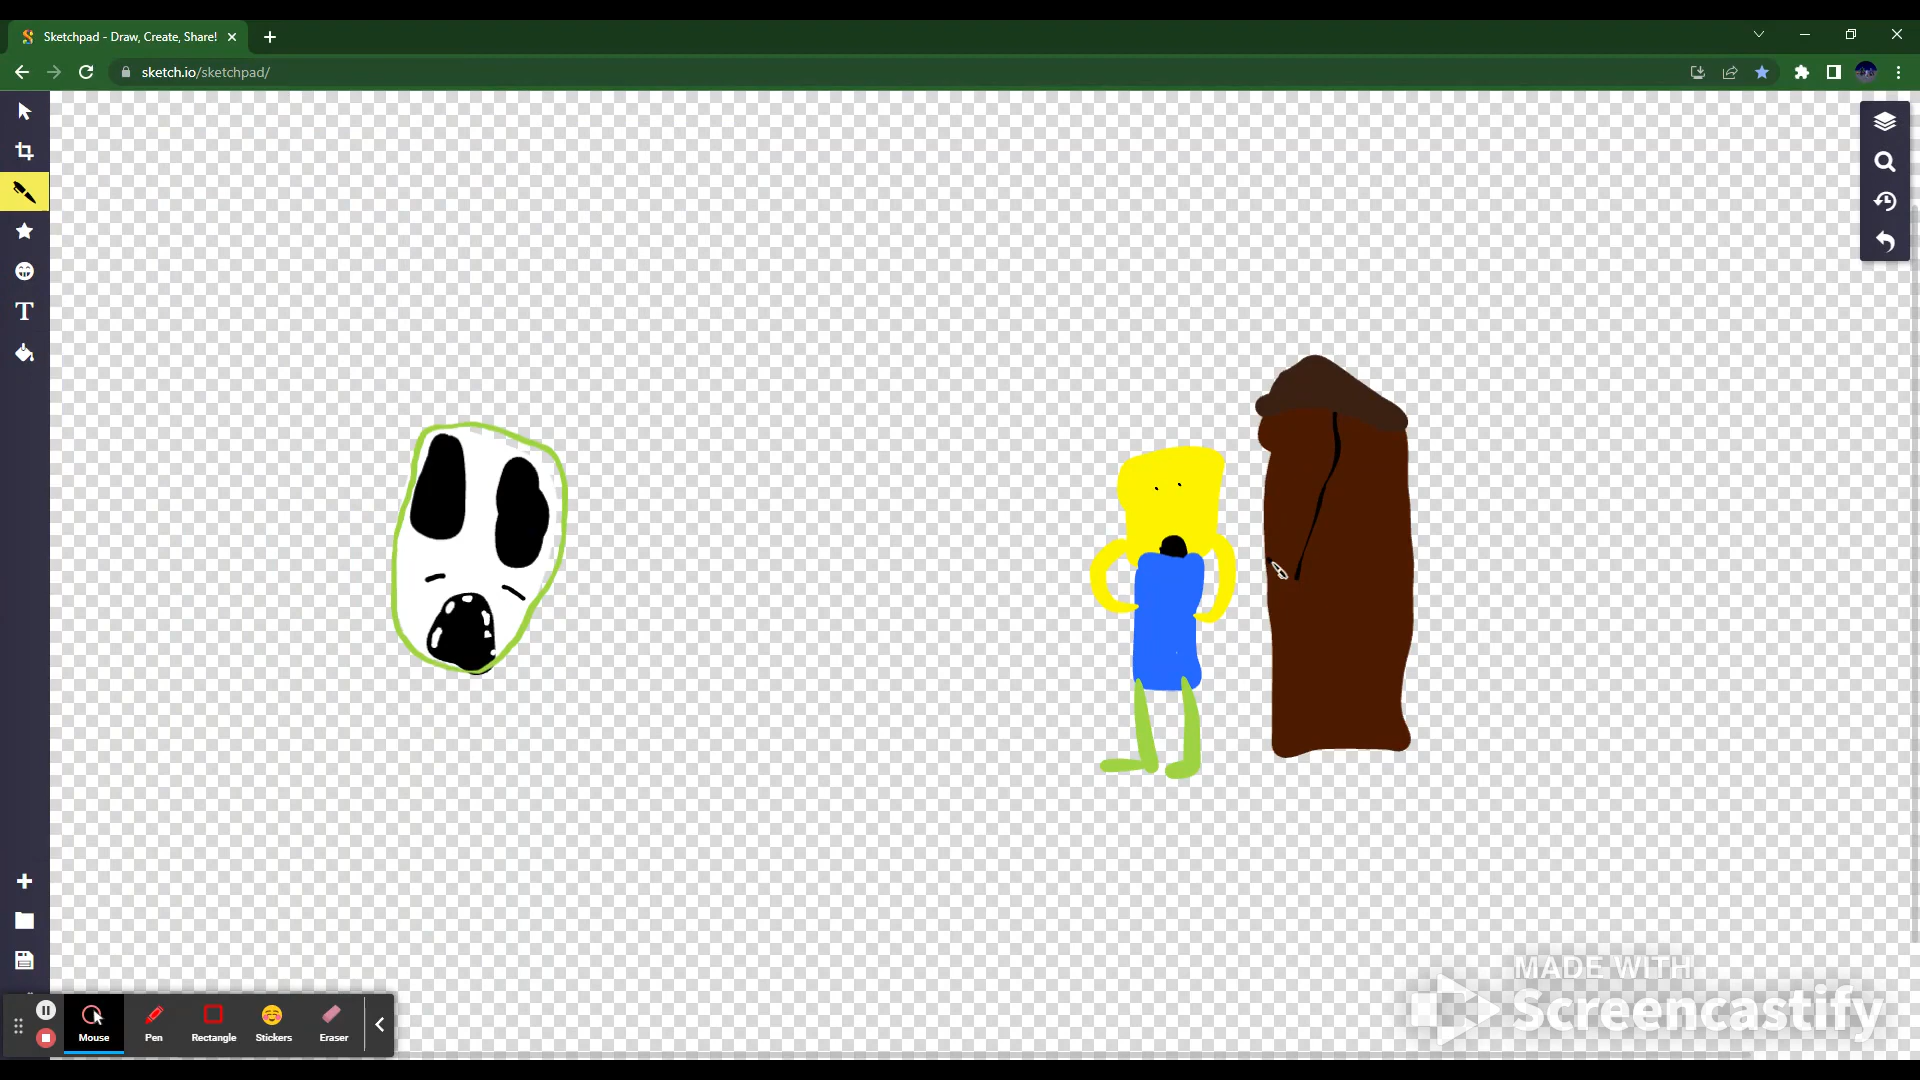 Sketchpad - Draw, Create, Share!
sketch.io/sketchpad/
T
MADE WITH
Screencastify
Mouse
Pen
Rectangle
Stickers
Eraser